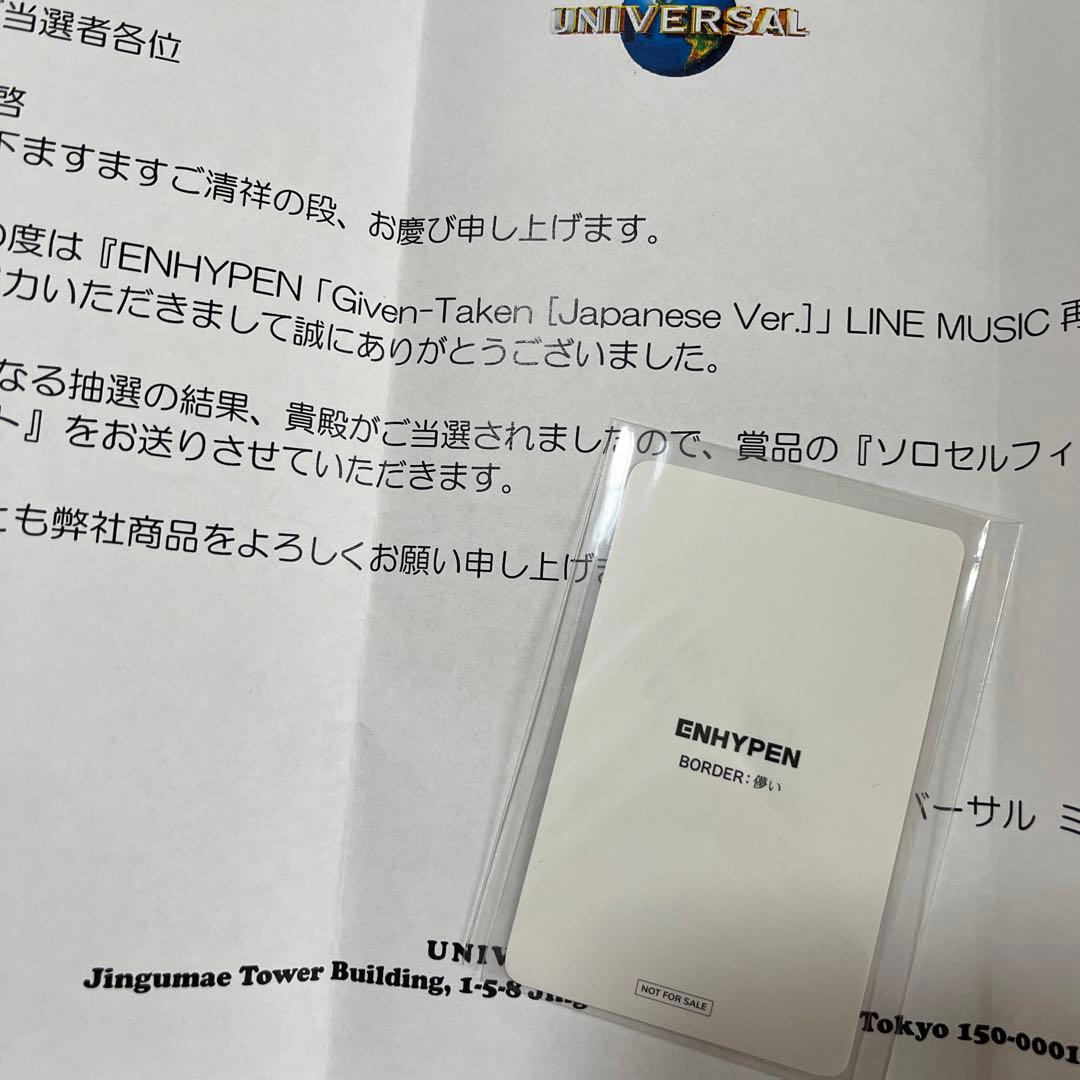 UNIVERSAL
当選者各位
啓
下ますますご清祥の段、お慶び申し上げます。
の度は『ENHYPEN「Given-Taken [Japanese Ver.]」LINE MUSIC 再
力いただきまして誠にありがとうございました。
なる抽選の結果、貴殿がご当選されましたので、賞品の『ソロセルフィ
ト』をお送りさせていただきます。
とも弊社商品をよろしくお願い申し上げま
ENHYPEN
BORDER : 儚い
NOT FOR SALE
バーサル ミ
UNIV
Jingumae Tower Building, 1-5-8 Jing
Tokyo 150-0001